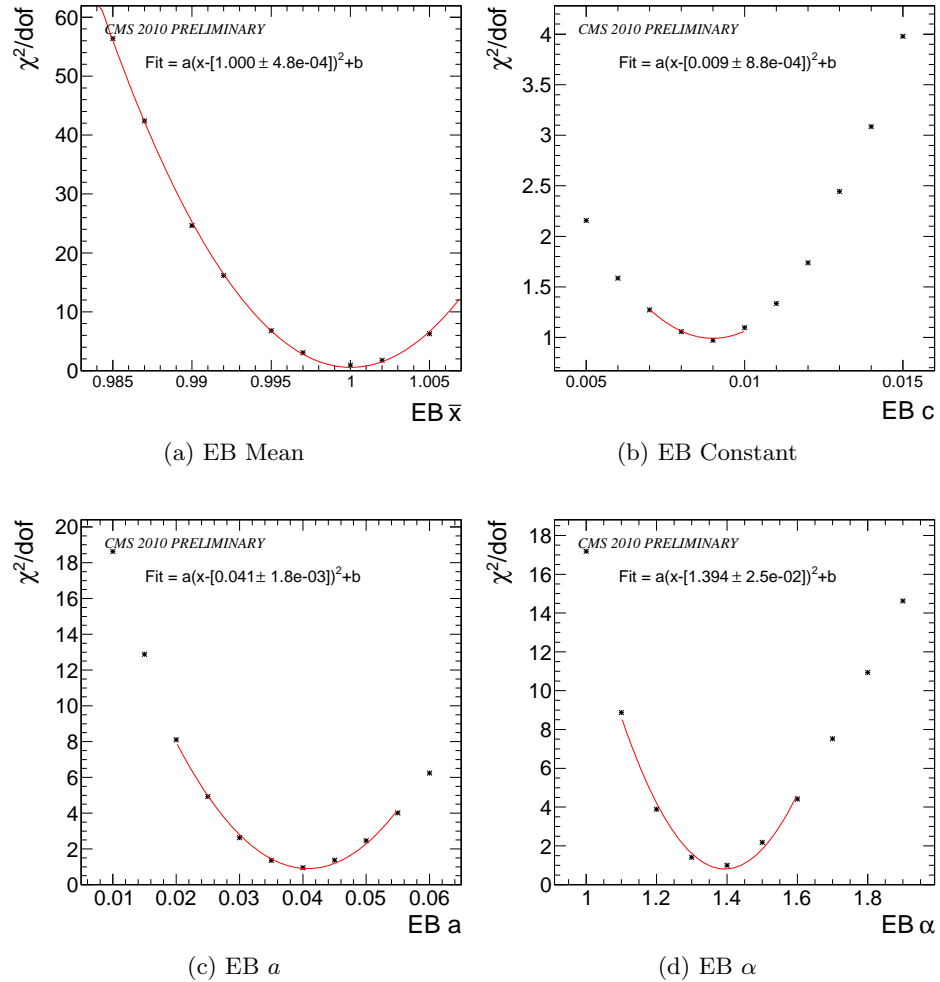 χ²/dof
60
50
40
30
20
10
0
CMS 2010 PRELIMINARY
Fit = a(x-[1.000 ± 4.8e-04])²+b
0.985 0.99 0.995 1 1.005
EB x̅
(a) EB Mean
χ²/dof
4
3.5
3
2.5
2
1.5
1
CMS 2010 PRELIMINARY
Fit = a(x-[0.009 ± 8.8e-04])²+b
0.005 0.01 0.015
EB c
(b) EB Constant
χ²/dof
20
18
16
14
12
10
8
6
4
2
0
CMS 2010 PRELIMINARY
Fit = a(x-[0.041 ± 1.8e-03])²+b
0.01 0.02 0.03 0.04 0.05 0.06
EB a
(c) EB a
χ²/dof
18
16
14
12
10
8
6
4
2
0
CMS 2010 PRELIMINARY
Fit = a(x-[1.394 ± 2.5e-02])²+b
1 1.2 1.4 1.6 1.8
EB α
(d) EB α